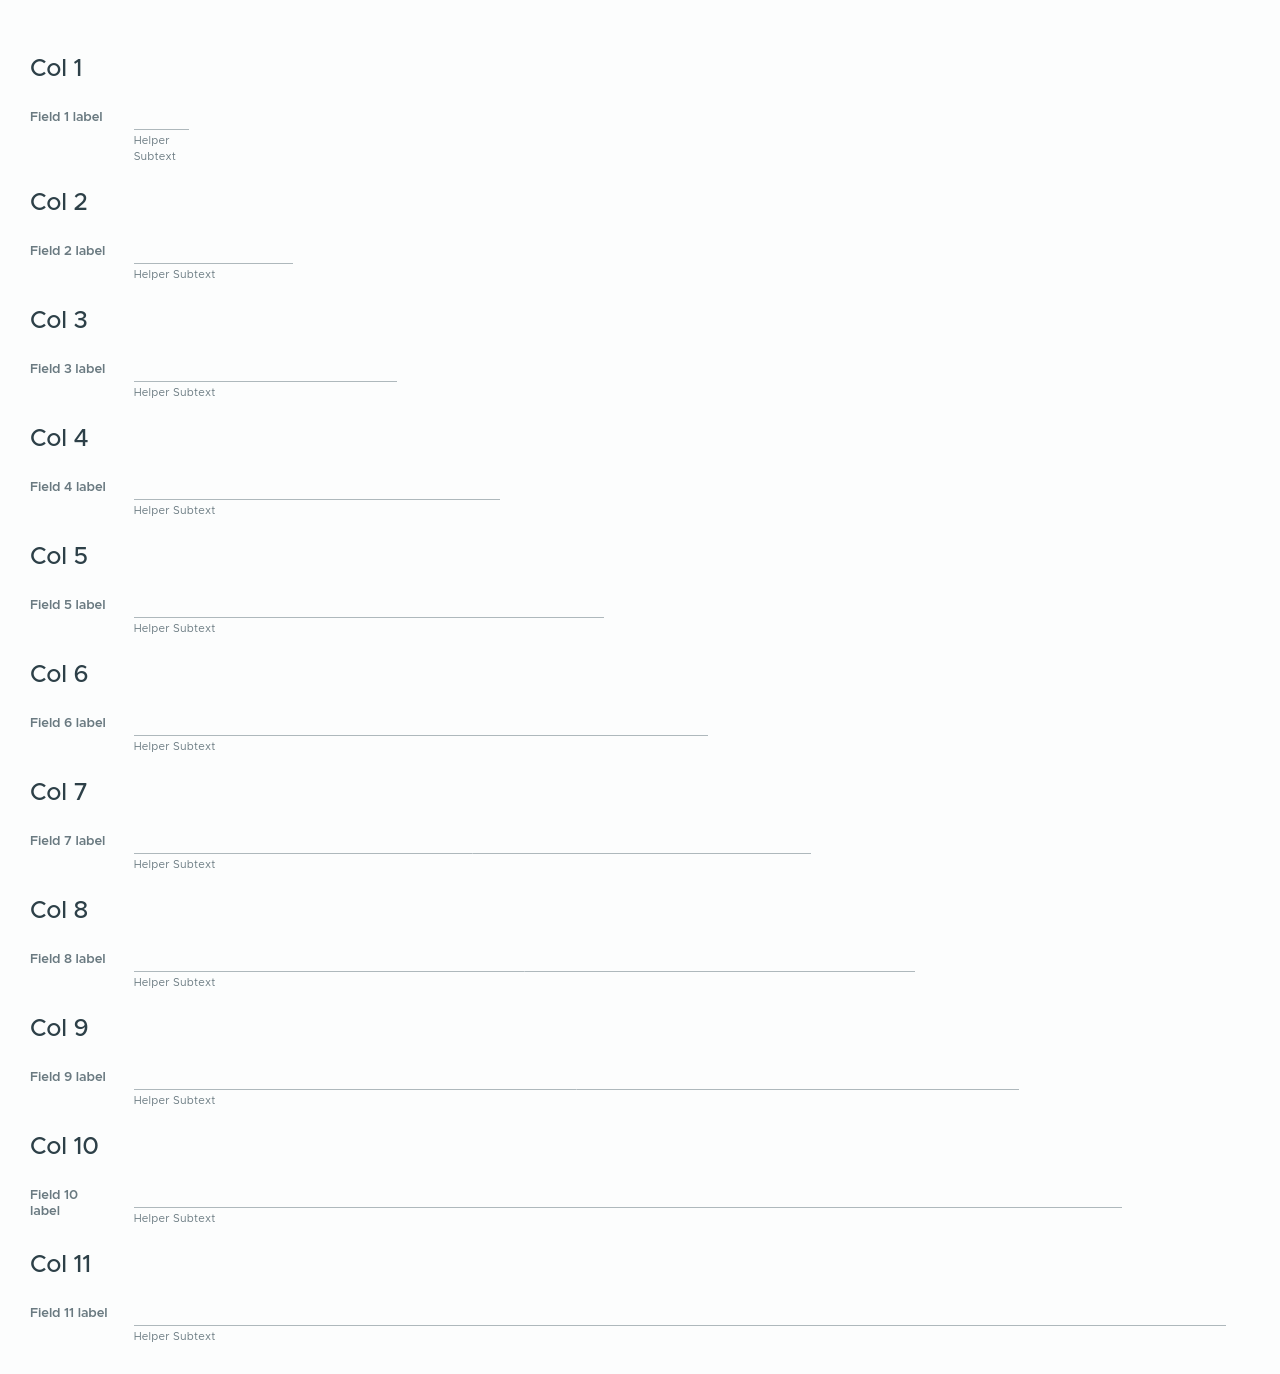 Col 1
Field 1 label
Helper
Subtext
Col 2
Field 2 label
Helper Subtext
Col 3
Field 3 label
Helper Subtext
Col 4
Field 4 label
Helper Subtext
Col 5
Field 5 label
Helper Subtext
Col 6
Field 6 label
Helper Subtext
Col 7
Field 7 label
Helper Subtext
Col 8
Field 8 label
Helper Subtext
Col 9
Field 9 label
Helper Subtext
Col 10
Field 10
label
Helper Subtext
Col 11
Field 11 label
Helper Subtext